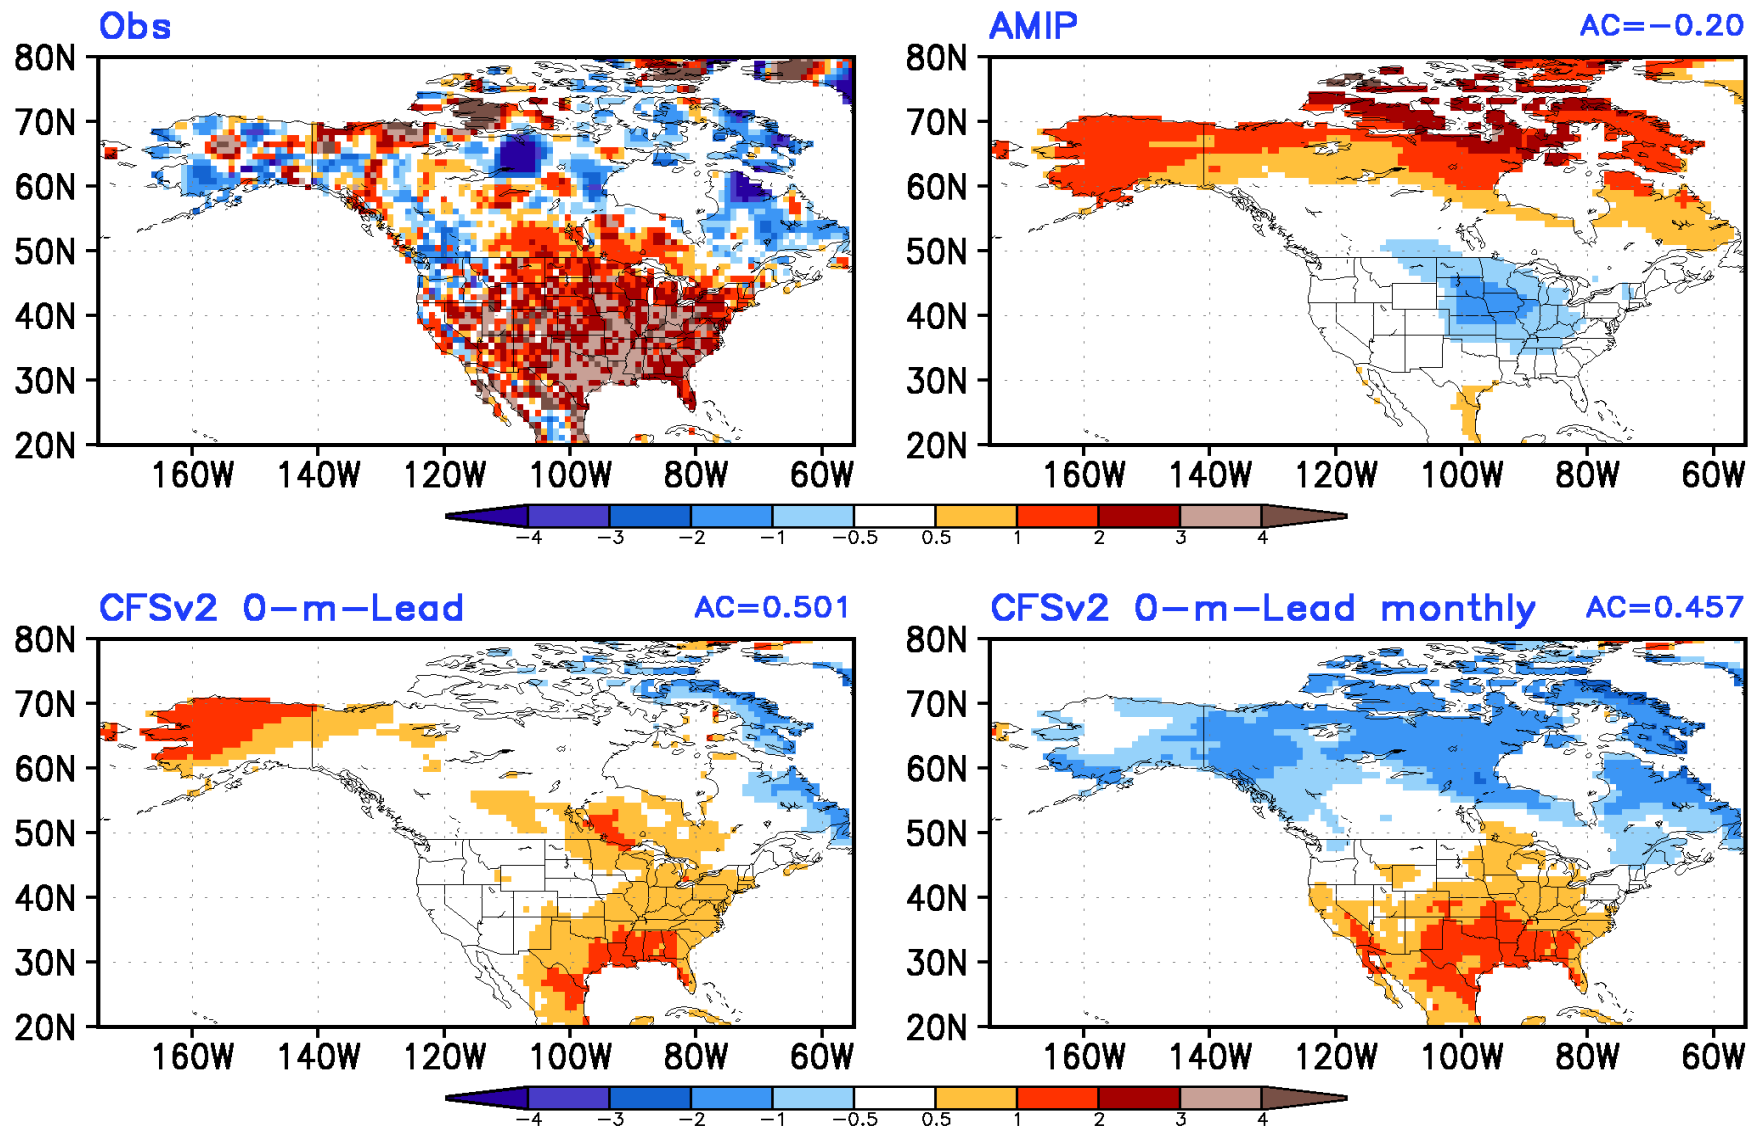 Obs
AMIP AC=−0.20
80N
70N
60N
50N
40N
30N
20N
160W 140W 120W 100W 80W 60W
80N
70N
60N
50N
40N
30N
20N
160W 140W 120W 100W 80W 60W
−4 −3 −2 −1 −0.5 0.5 1 2 3 4
CFSv2 0−m−Lead AC=0.501
CFSv2 0−m−Lead monthly AC=0.457
80N
70N
60N
50N
40N
30N
20N
160W 140W 120W 100W 80W 60W
80N
70N
60N
50N
40N
30N
20N
160W 140W 120W 100W 80W 60W
−4 −3 −2 −1 −0.5 0.5 1 2 3 4